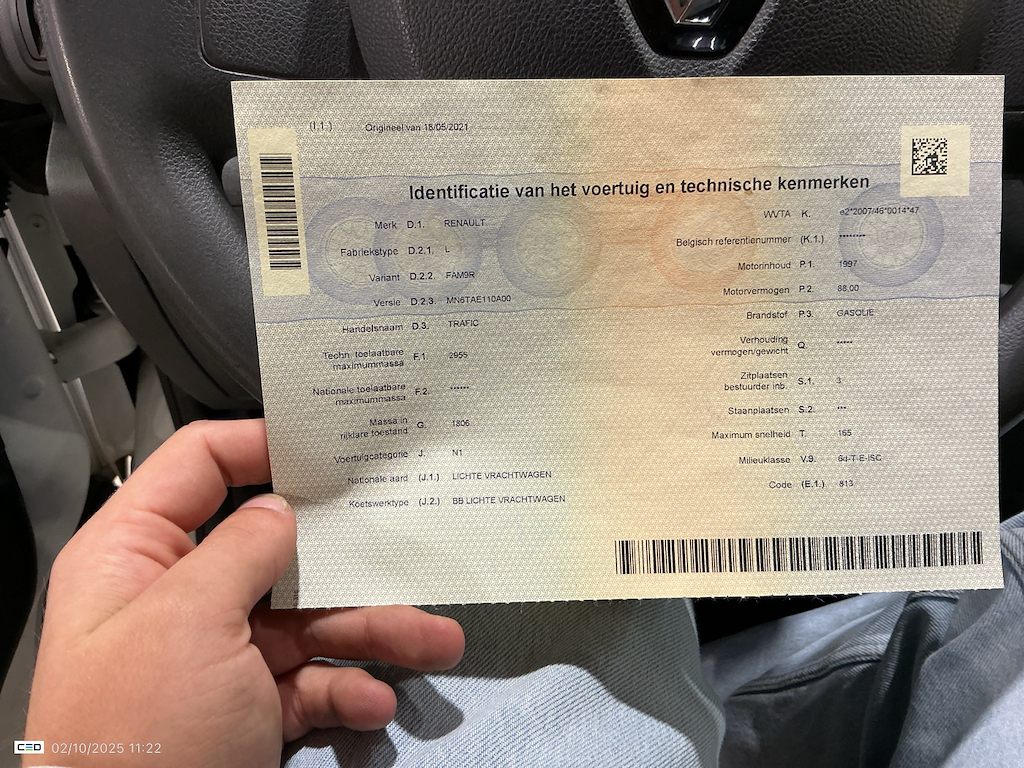 (I.1.) Origineel van 18/05/2021
Identificatie van het voertuig en technische kenmerken
Merk D.1. RENAULT
Fabriekstype D.2.1. L
Variant D.2.2. FAM9R
Versie D.2.3. MN6TAE110A00
Handelsnaam D.3. TRAFIC
Techn. toelaatbare
maximummassa F.1. 2955
Nationale toelaatbare
maximummassa F.2. ******
Massa in
rijklare toestand G. 1806
Voertuigcategorie J. N1
Nationale aard (J.1.) LICHTE VRACHTWAGEN
Koetswerktype (J.2.) BB LICHTE VRACHTWAGEN
WVTA K. e2*2007/46*0014*47
Belgisch referentienummer (K.1.) ********
Motorinhoud P.1 1997
Motorvermogen P.2. 88,00
Brandstof P.3. GASOLIE
Verhouding
vermogen/gewicht Q. *****
Zitplaatsen
bestuurder inb. S.1. 3
Staanplaatsen S.2. ***
Maximum snelheid T. 165
Milieuklasse V.9. 6d-T-E-ISC
Code (E.1.) 813
CEO 02/10/2025 11:22